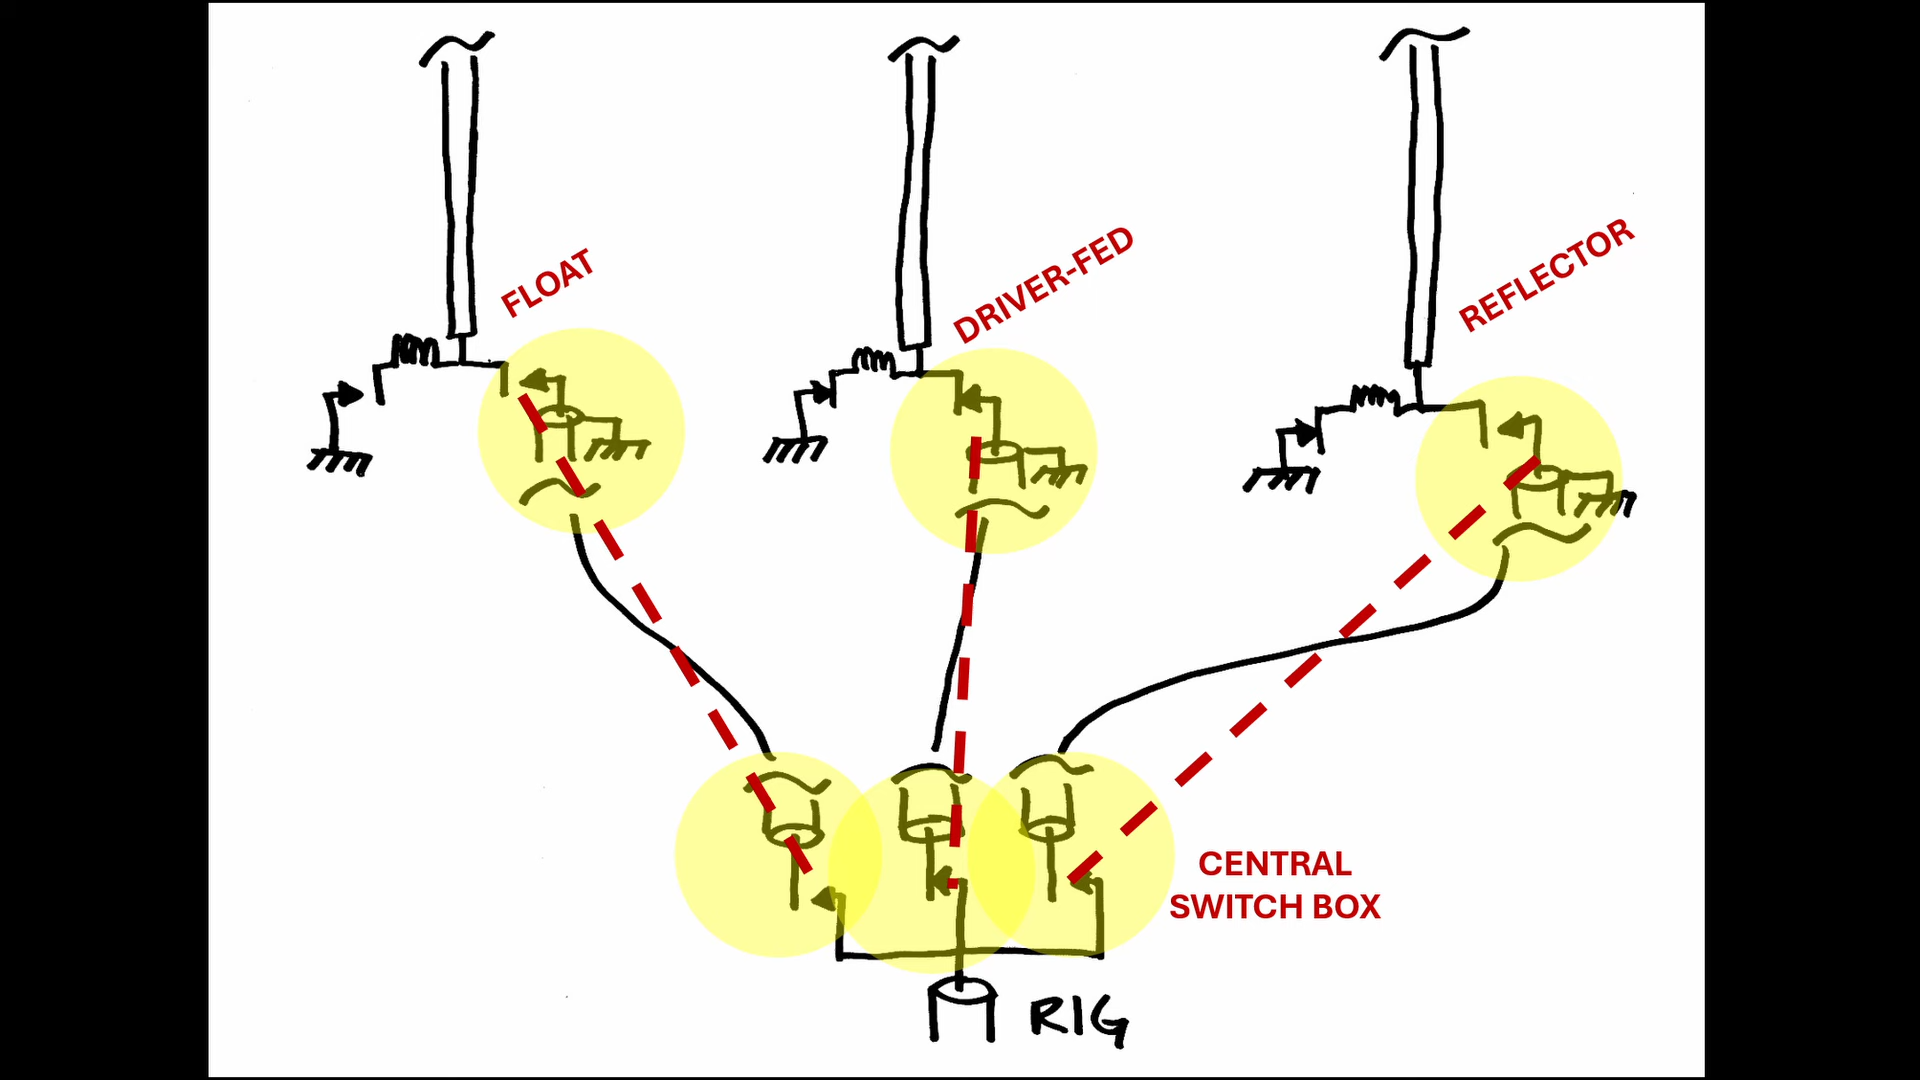 FLOAT
DRIVER-FED
REFLECTOR
CENTRAL
SWITCH BOX
RIG